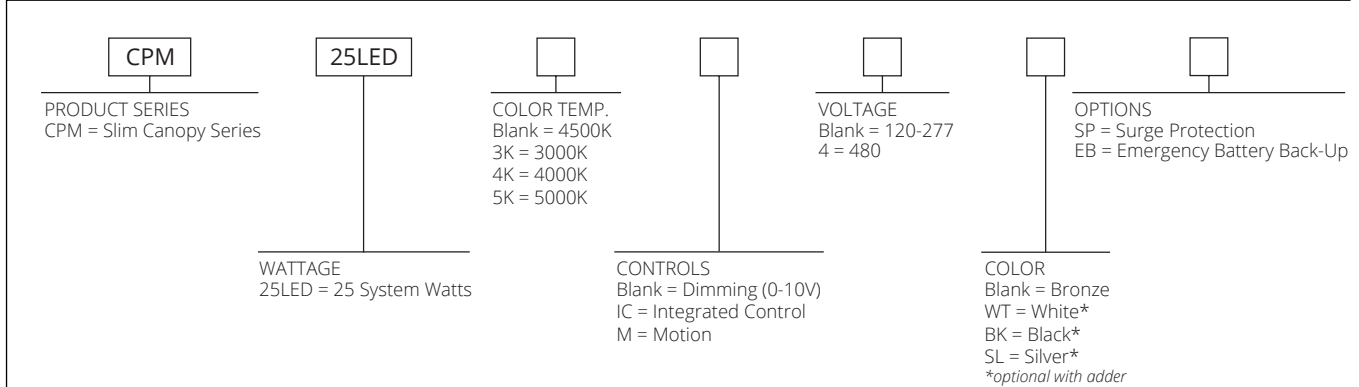 CPM
25LED
PRODUCT SERIES
CPM = Slim Canopy Series
WATTAGE
25LED = 25 System Watts
COLOR TEMP.
Blank = 4500K
3K = 3000K
4K = 4000K
5K = 5000K
CONTROLS
Blank = Dimming (0-10V)
IC = Integrated Control
M = Motion
VOLTAGE
Blank = 120-277
4 = 480
COLOR
Blank = Bronze
WT = White*
BK = Black*
SL = Silver*
*optional with adder
OPTIONS
SP = Surge Protection
EB = Emergency Battery Back-Up